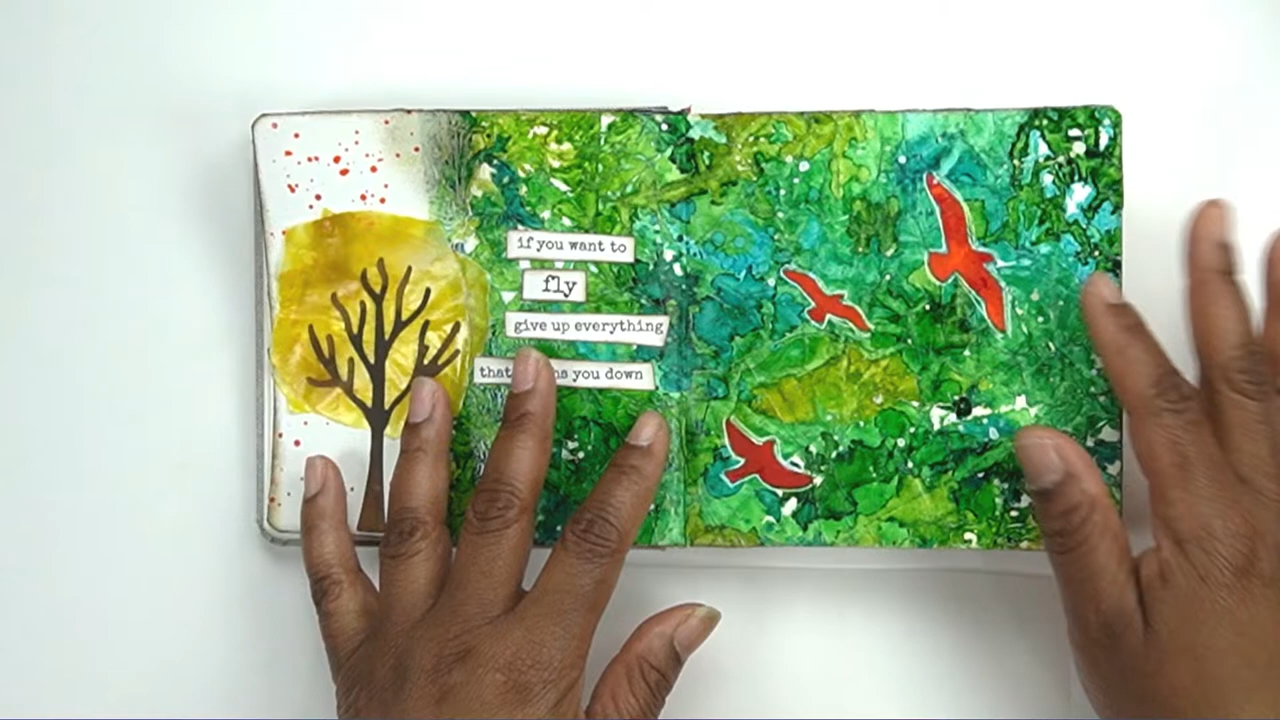 if you want to
fly
give up everything
that you down